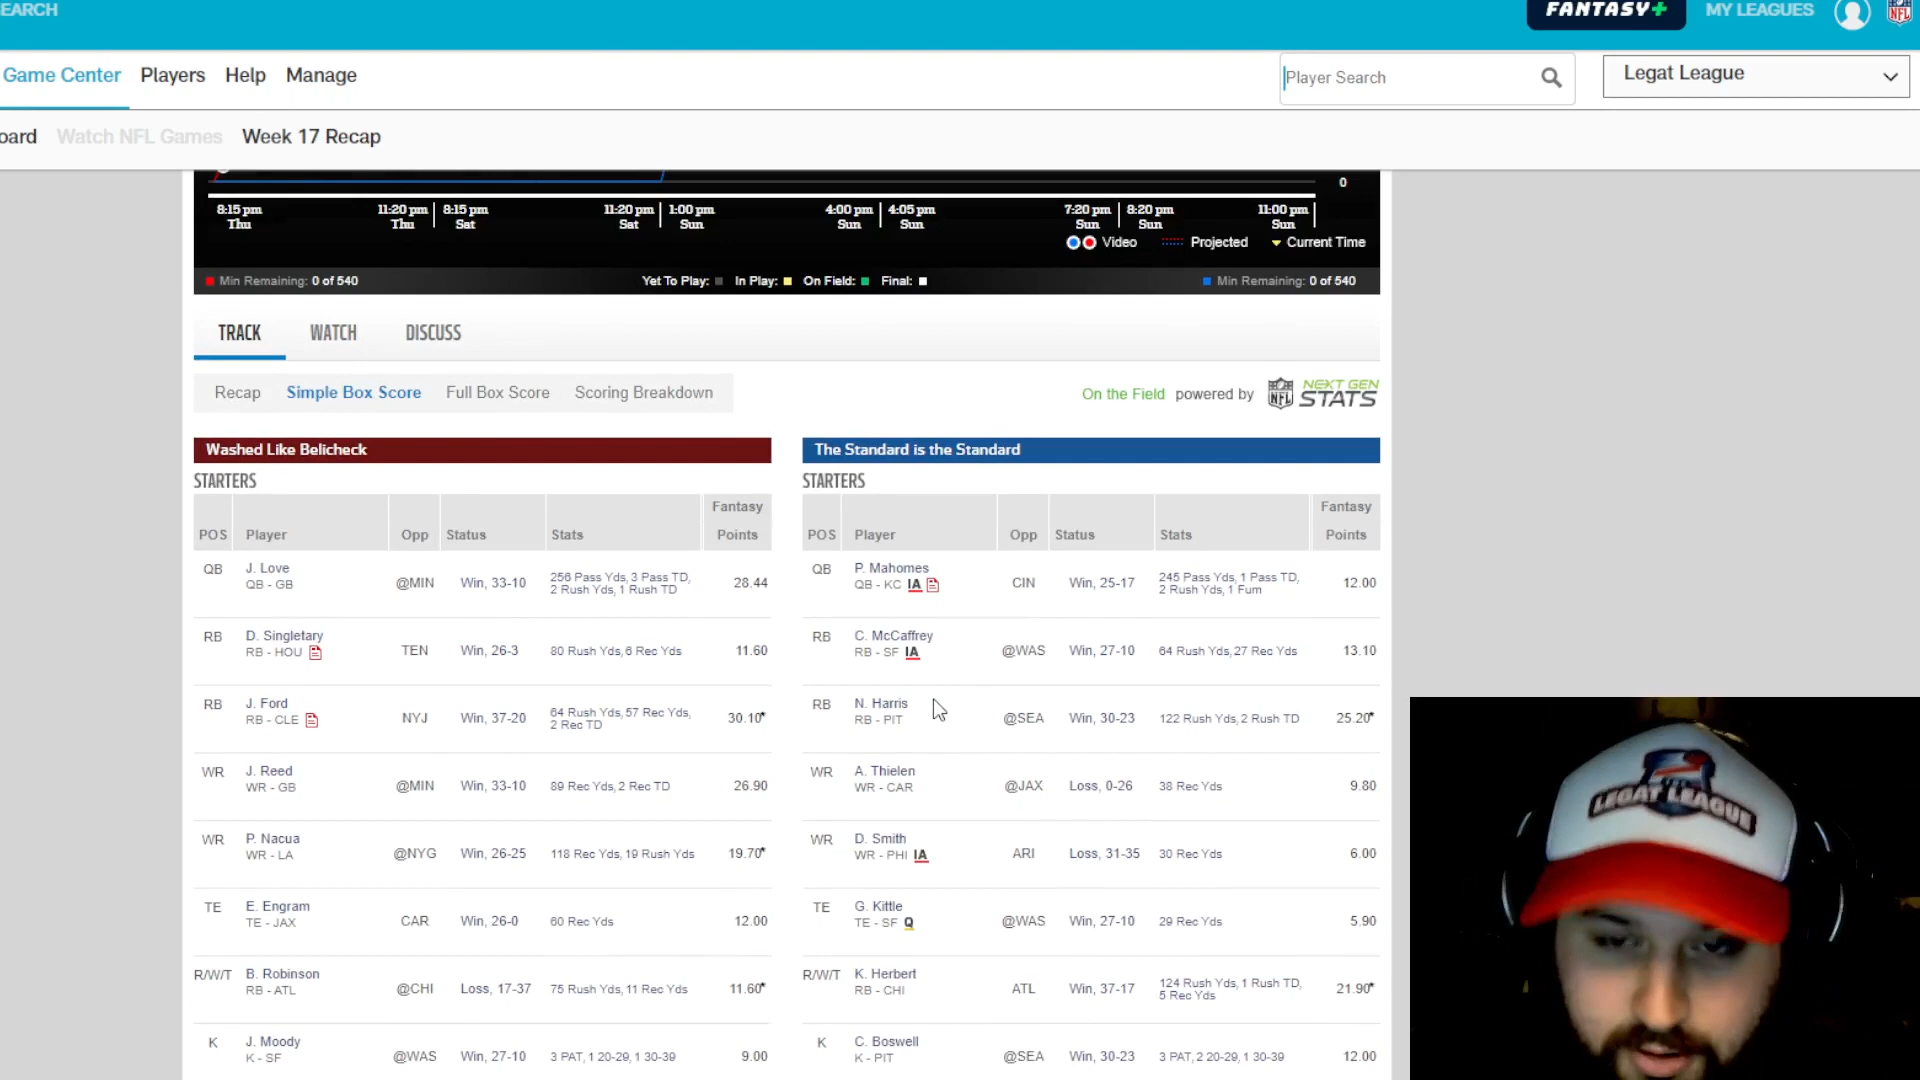 EARCH
FANTASY+
MY LEAGUES
NFL
Game Center Players Help Manage
Player Search
Legat League
oard Watch NFL Games Week 17 Recap
0
8:15 pm Thu
11:20 pm Thu
8:15 pm Sat
11:20 pm Sat
1:00 pm Sun
4:00 pm Sun
4:05 pm Sun
7:20 pm Sun
8:20 pm Sun
11:00 pm Sun
Video Projected Current Time
Min Remaining: 0 of 540
Yet To Play: In Play: On Field: Final:
Min Remaining: 0 of 540
TRACK WATCH DISCUSS
Recap Simple Box Score Full Box Score Scoring Breakdown
On the Field powered by NFL NEXT GEN STATS
Washed Like Belicheck
STARTERS
POS Player Opp Status Stats Fantasy Points
QB J. Love QB - GB @MIN Win, 33-10 256 Pass Yds, 3 Pass TD, 2 Rush Yds, 1 Rush TD 28.44
RB D. Singletary RB - HOU TEN Win, 26-3 80 Rush Yds, 6 Rec Yds 11.60
RB J. Ford RB - CLE NYJ Win, 37-20 64 Rush Yds, 57 Rec Yds, 2 Rec TD 30.10*
WR J. Reed WR - GB @MIN Win, 33-10 89 Rec Yds, 2 Rec TD 26.90
WR P. Nacua WR - LA @NYG Win, 26-25 118 Rec Yds, 19 Rush Yds 19.70*
TE E. Engram TE - JAX CAR Win, 26-0 60 Rec Yds 12.00
R/W/T B. Robinson RB - ATL @CHI Loss, 17-37 75 Rush Yds, 11 Rec Yds 11.60*
K J. Moody K - SF @WAS Win, 27-10 3 PAT, 1 20-29, 1 30-39 9.00
The Standard is the Standard
STARTERS
POS Player Opp Status Stats Fantasy Points
QB P. Mahomes QB - KC IA CIN Win, 25-17 245 Pass Yds, 1 Pass TD, 2 Rush Yds, 1 Fum 12.00
RB C. McCaffrey RB - SF IA @WAS Win, 27-10 64 Rush Yds, 27 Rec Yds 13.10
RB N. Harris RB - PIT @SEA Win, 30-23 122 Rush Yds, 2 Rush TD 25.20*
WR A. Thielen WR - CAR @JAX Loss, 0-26 38 Rec Yds 9.80
WR D. Smith WR - PHI IA ARI Loss, 31-35 30 Rec Yds 6.00
TE G. Kittle TE - SF Q @WAS Win, 27-10 29 Rec Yds 5.90
R/W/T K. Herbert RB - CHI ATL Win, 37-17 124 Rush Yds, 1 Rush TD, 5 Rec Yds 21.90*
K C. Boswell K - PIT @SEA Win, 30-23 3 PAT, 2 20-29, 1 30-39 12.00
LEGAT LEAGUE